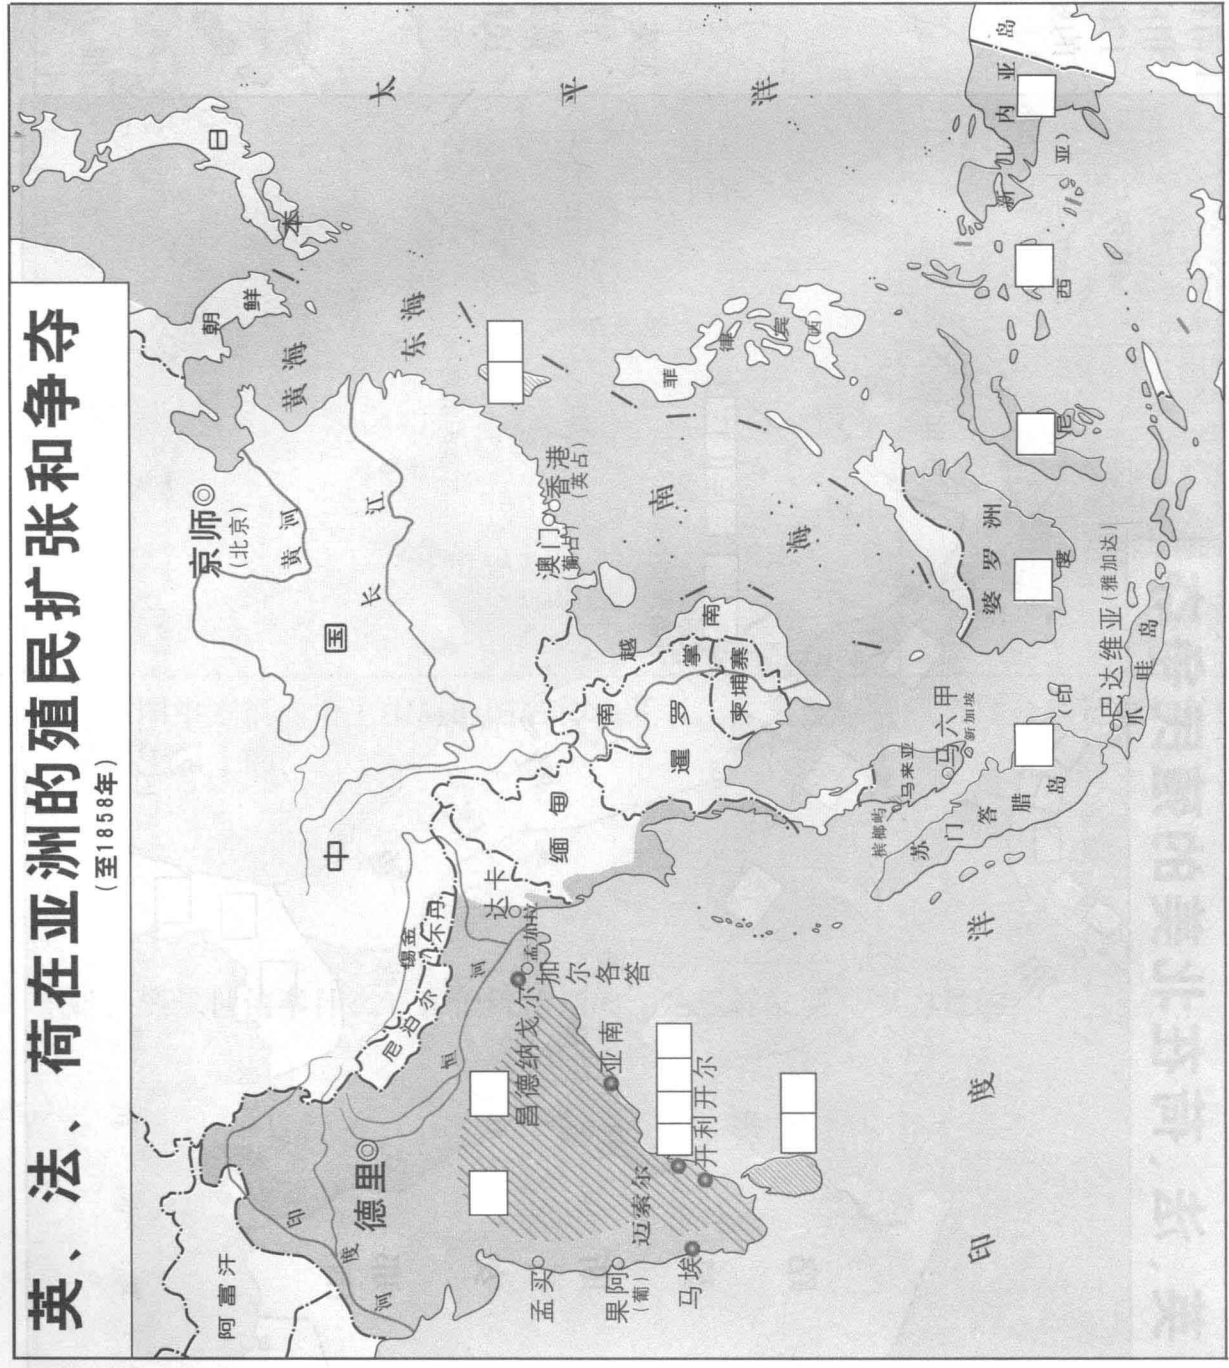 英、法、荷在亚洲的殖民扩张和争夺
(至1858年)
阿富汗
印度河
德里
恒河
尼泊尔
锡金
不丹
中国
京师
(北京)
黄河
长江
朝鲜
日本
黄海
东海
太平洋
达卡
孟加拉
加尔各答
昌德纳戈尔
亚南
开利开尔
迈索尔
马埃
果阿
(葡)
孟买
缅甸
暹罗
南掌
越南
柬埔寨
澳门
(葡占)
香港
(英占)
南海
菲律宾
马来亚
槟榔屿
马六甲
新加坡
苏门答腊岛
婆罗洲
巴达维亚(雅加达)
爪哇岛
(印度尼西亚)
新几内亚岛
印度洋